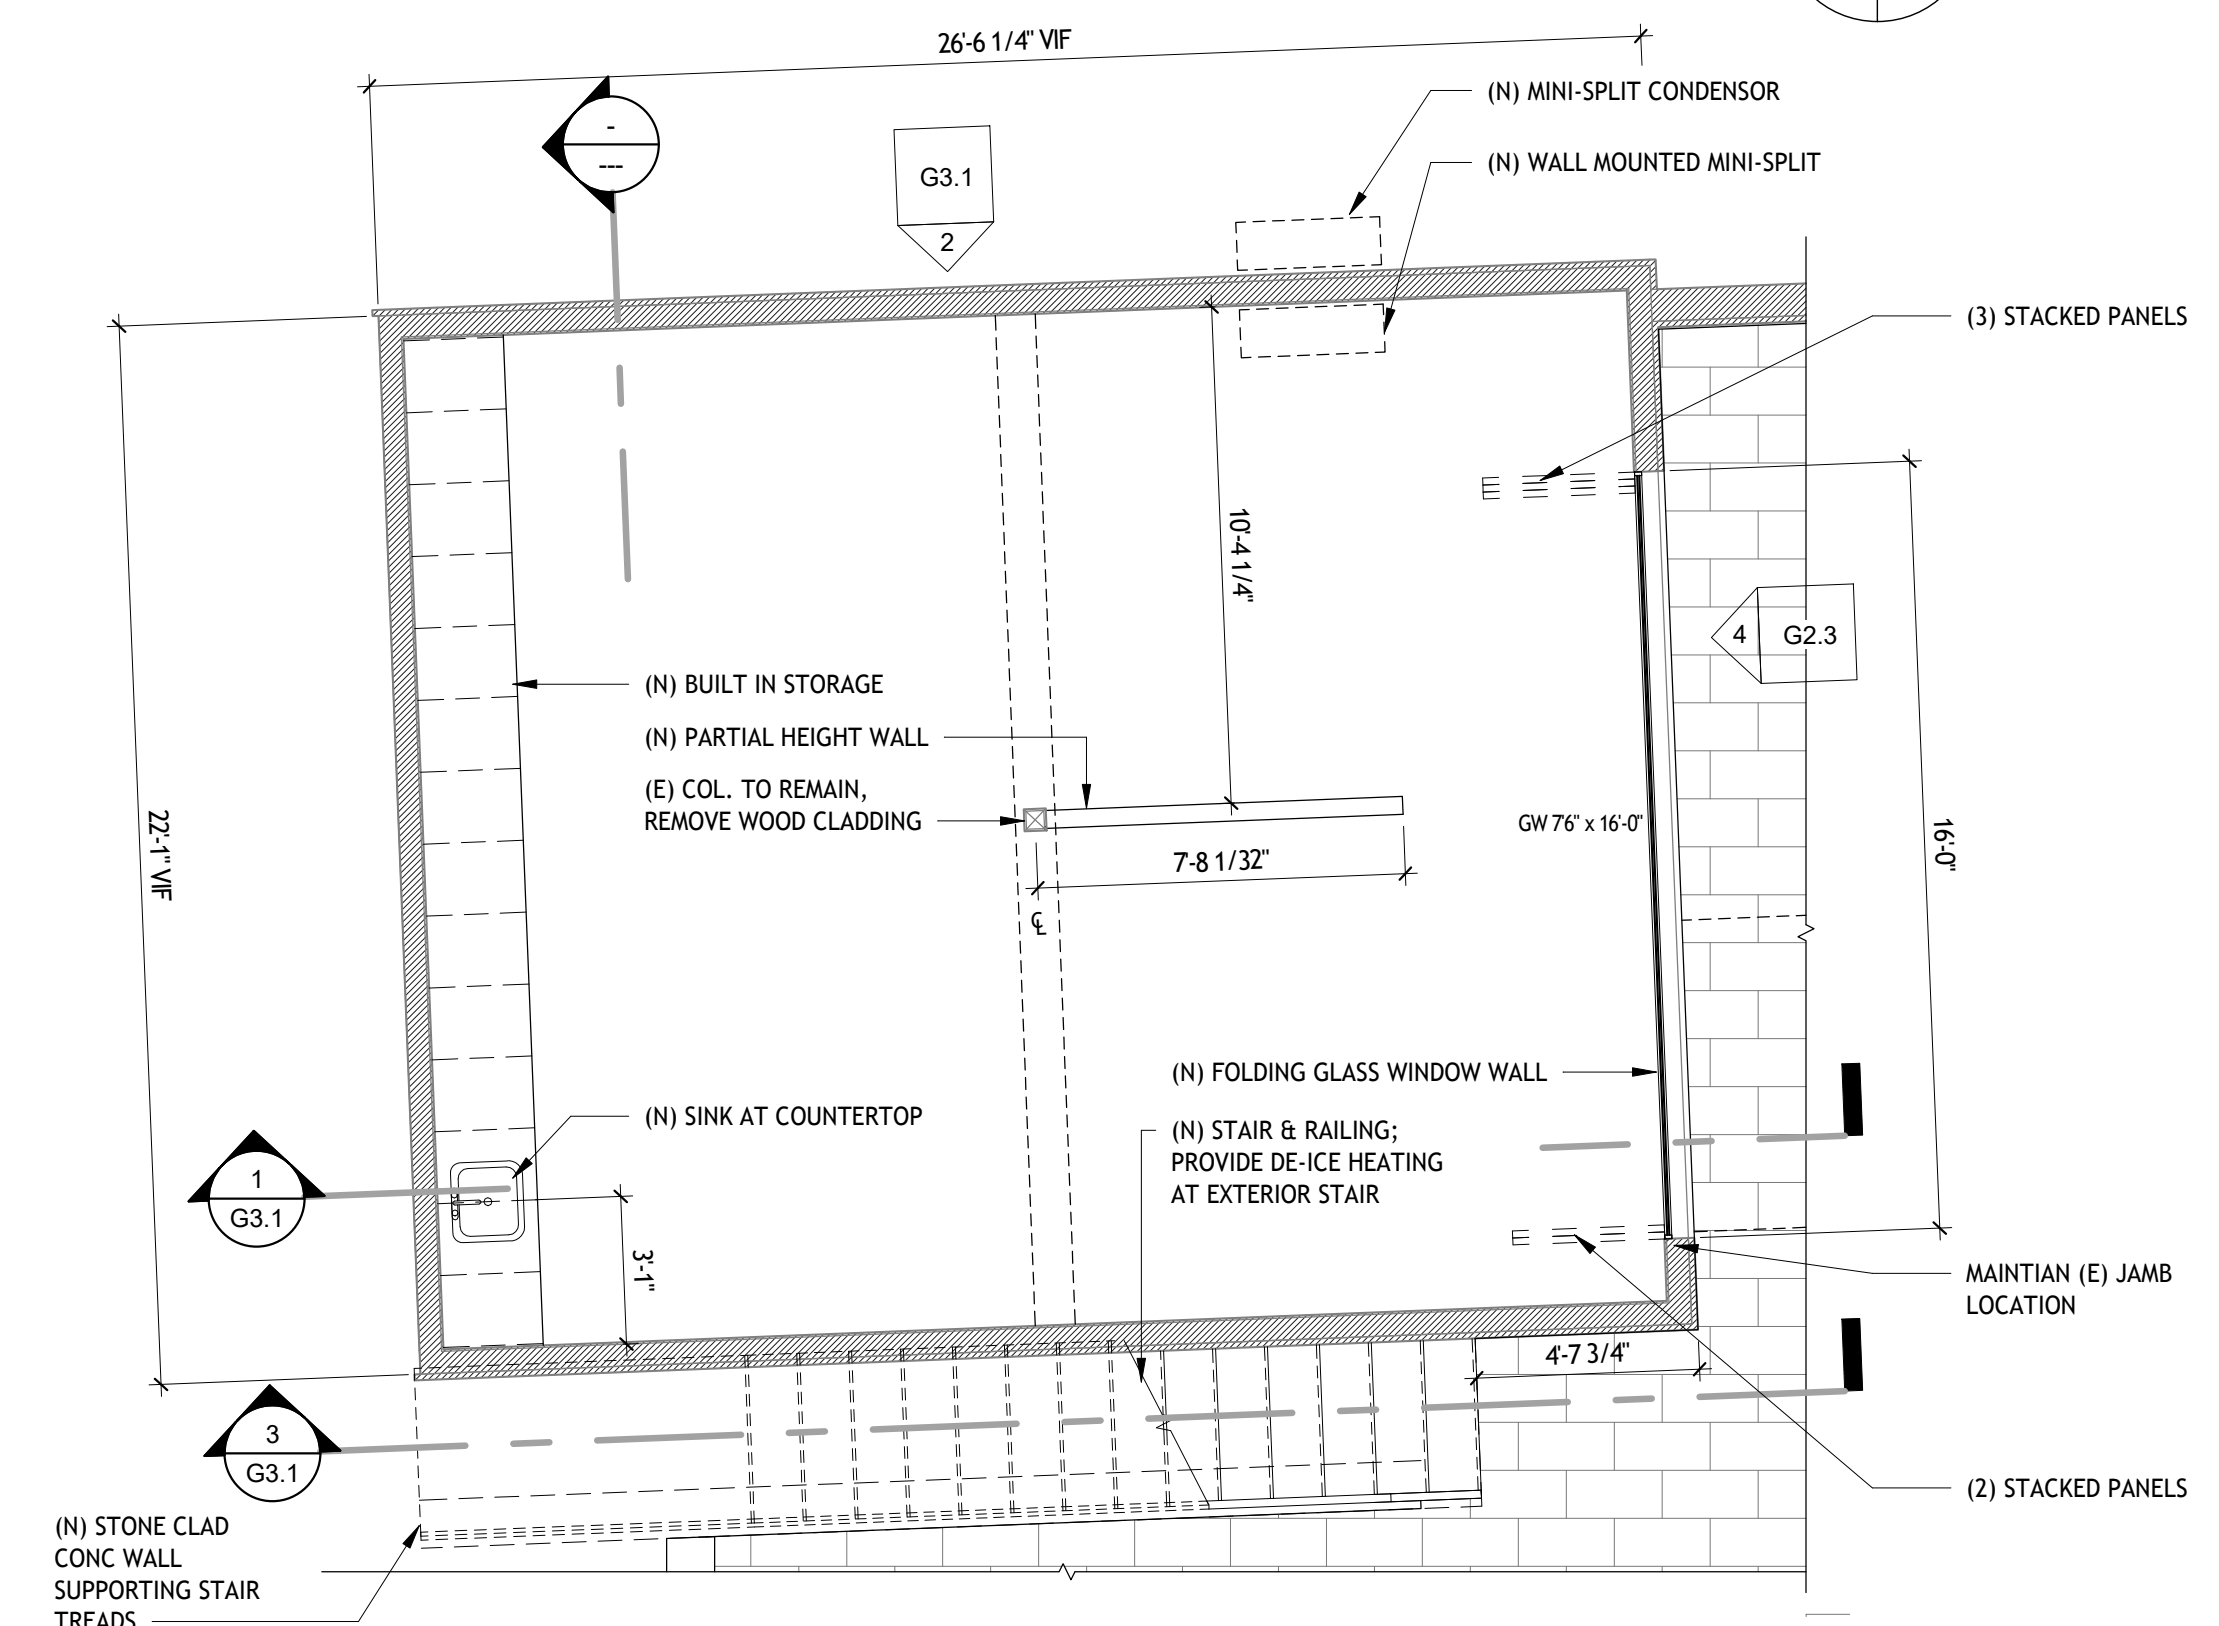 26'-6 1/4" VIF
(N) MINI-SPLIT CONDENSOR
-
---
G3.1
2
(N) WALL MOUNTED MINI-SPLIT
(3) STACKED PANELS
10'-4 1/4"
4
G2.3
(N) BUILT IN STORAGE
(N) PARTIAL HEIGHT WALL
(E) COL. TO REMAIN,
REMOVE WOOD CLADDING
GW 7'6" x 16'-0"
16'-0"
22'-1" VIF
7'-8 1/32"
℄
(N) FOLDING GLASS WINDOW WALL
(N) SINK AT COUNTERTOP
(N) STAIR & RAILING;
PROVIDE DE-ICE HEATING
AT EXTERIOR STAIR
1
G3.1
3'-1"
MAINTIAN (E) JAMB
LOCATION
4'-7 3/4"
3
G3.1
(2) STACKED PANELS
(N) STONE CLAD
CONC WALL
SUPPORTING STAIR
TREADS